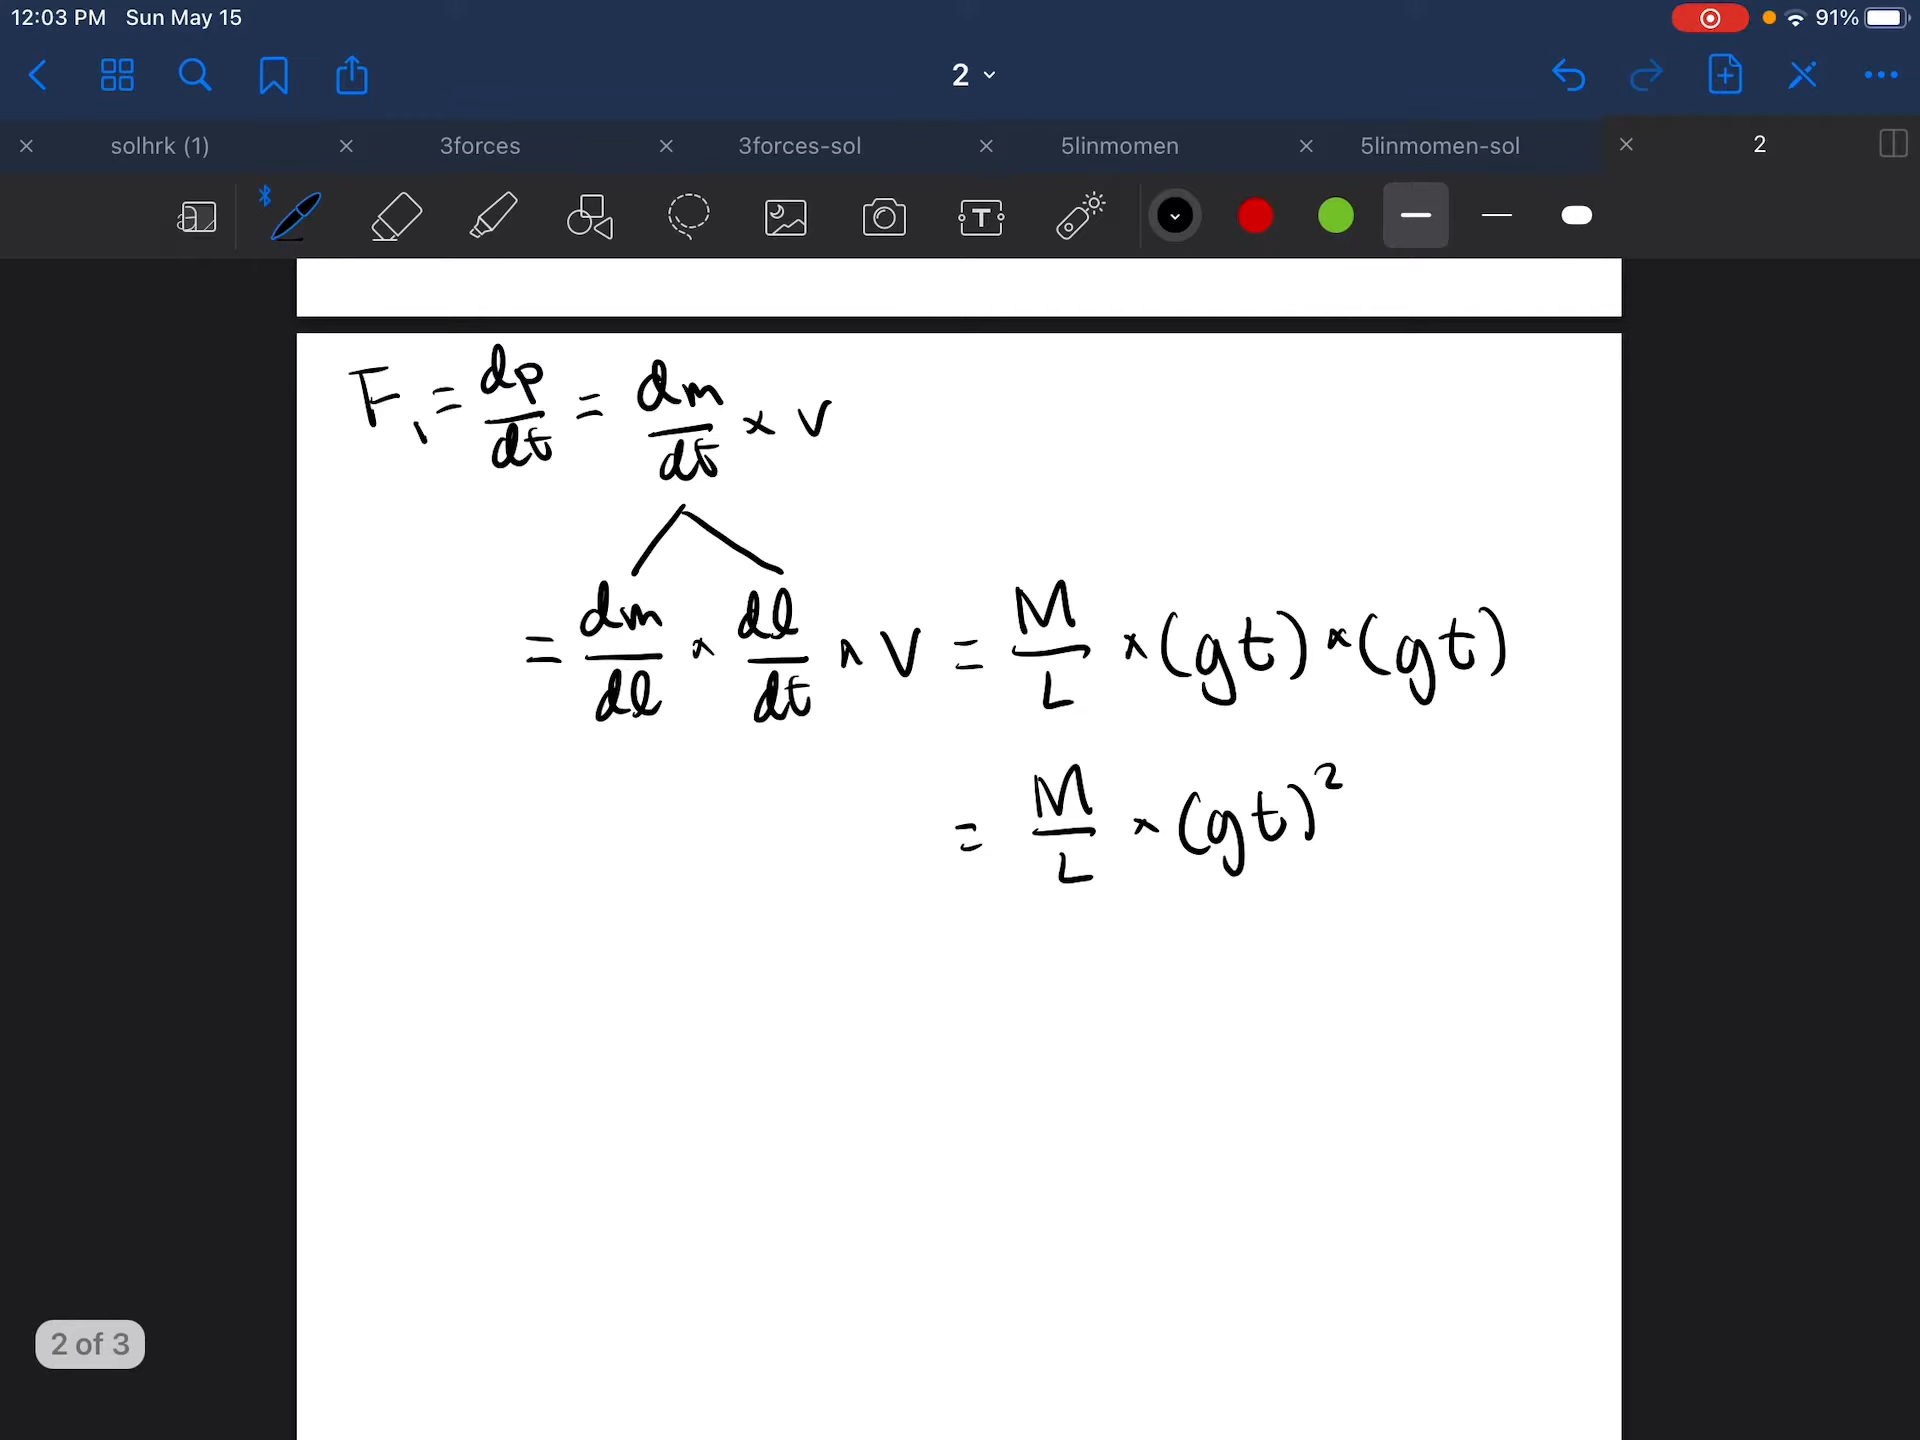 12:03 PM Sun May 15 91%
2
solhrk (1) 3forces 3forces-sol 5linmomen 5linmomen-sol 2
F₁ = dp/dt = dm/dt × v
= dm/dl × dl/dt × v = M/L × (gt) × (gt)
= M/L × (gt)²
2 of 3